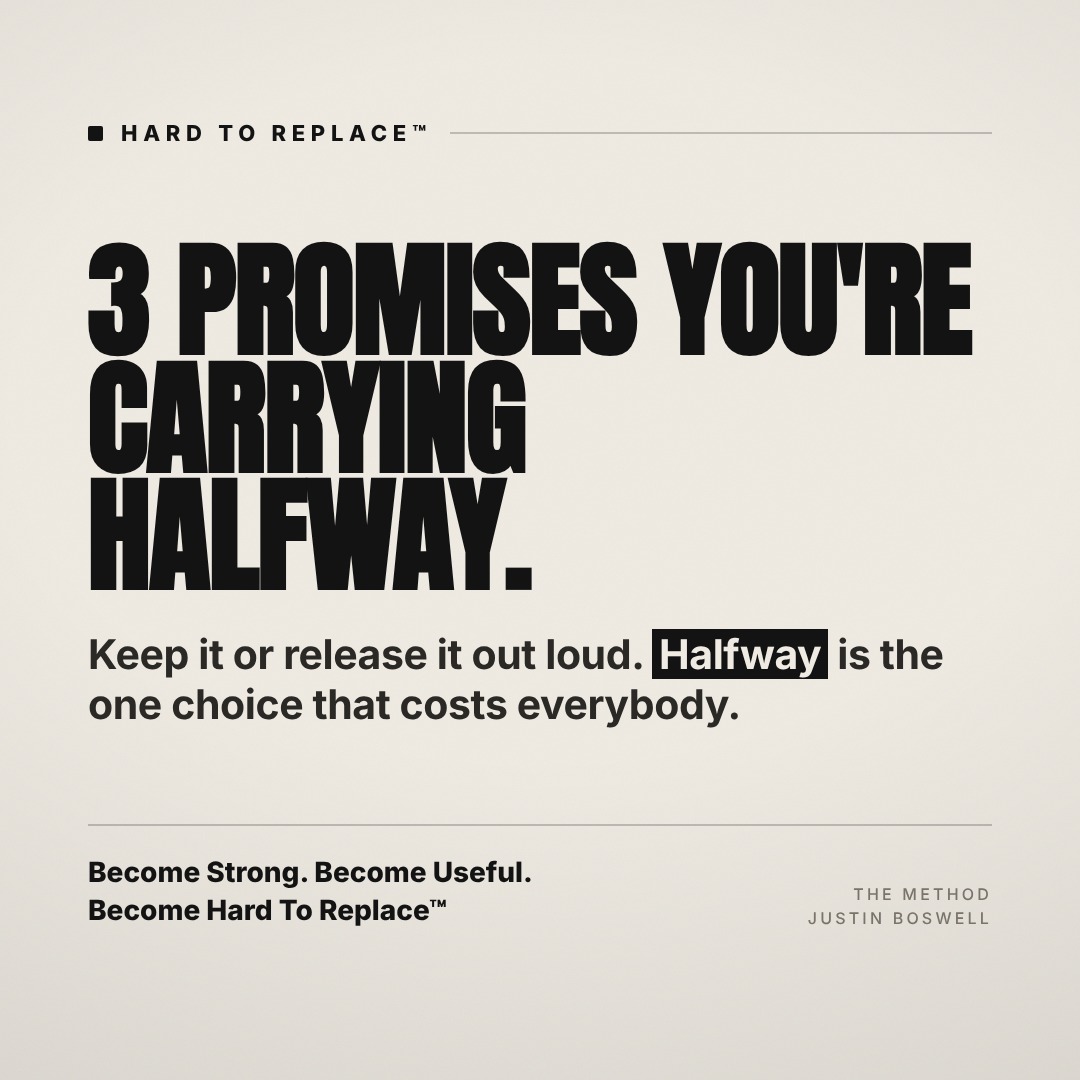 HARD TO REPLACE™
3 PROMISES YOU'RE
CARRYING
HALFWAY.
Keep it or release it out loud. Halfway is the
one choice that costs everybody.
Become Strong. Become Useful.
Become Hard To Replace™
THE METHOD
JUSTIN BOSWELL